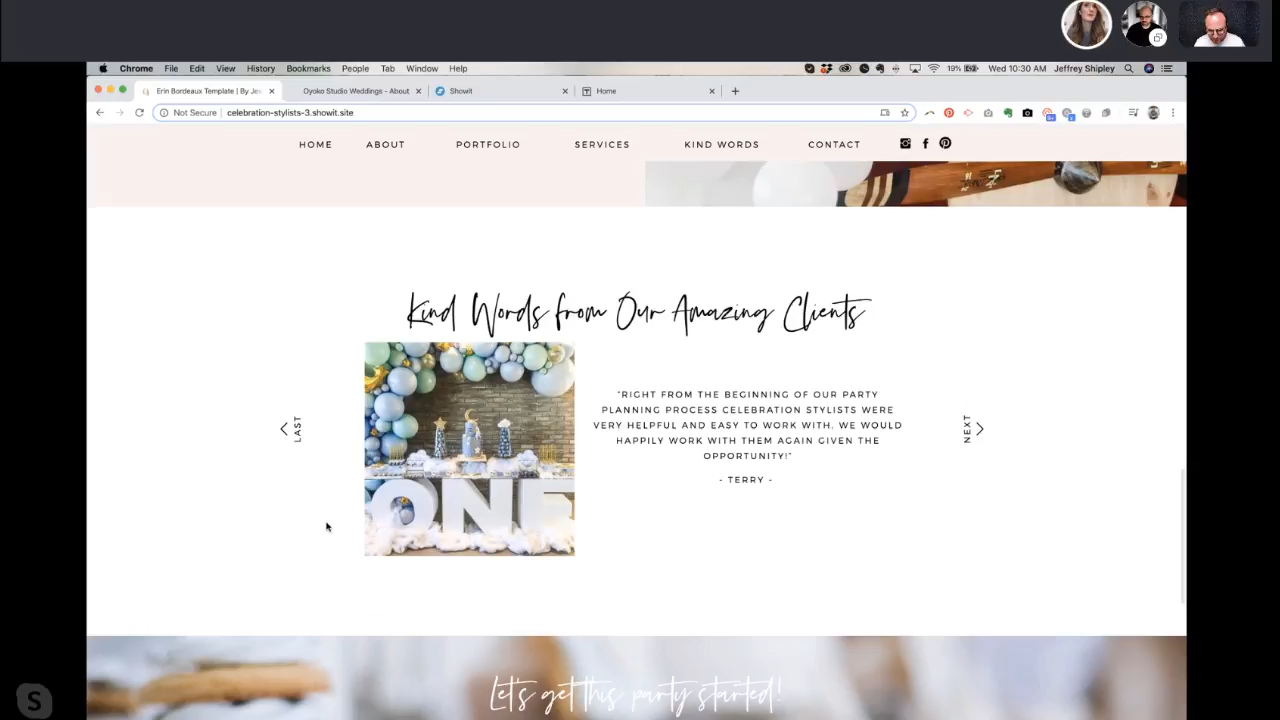 Chrome File Edit View History Bookmarks People Tab Window Help 19% Wed 10:30 AM Jeffrey Shipley
Erin Bordeaux Template | By Je Oyoko Studio Weddings - About Showit Home
Not Secure celebration-stylists-3.showit.site
HOME ABOUT PORTFOLIO SERVICES KIND WORDS CONTACT
Kind Words from Our Amazing Clients
LAST
ONE
"RIGHT FROM THE BEGINNING OF OUR PARTY
PLANNING PROCESS CELEBRATION STYLISTS WERE
VERY HELPFUL AND EASY TO WORK WITH. WE WOULD
HAPPILY WORK WITH THEM AGAIN GIVEN THE
OPPORTUNITY!"
- TERRY -
NEXT
Let's get this party started!
S